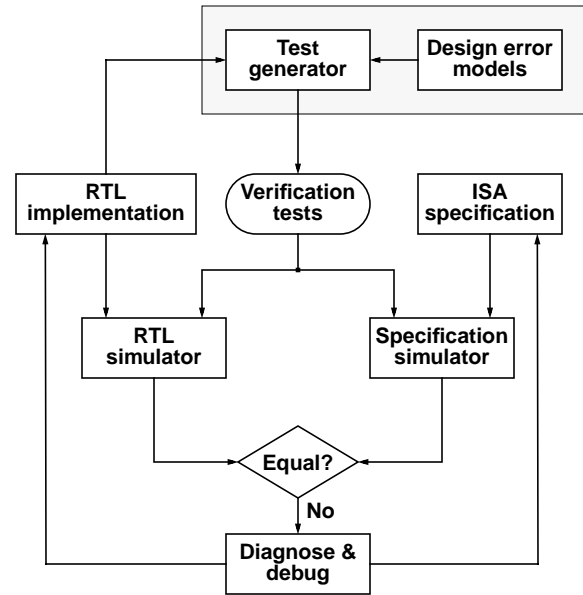 Test
generator
Design error
models
RTL
implementation
Verification
tests
ISA
specification
RTL
simulator
Specification
simulator
Equal?
No
Diagnose &
debug